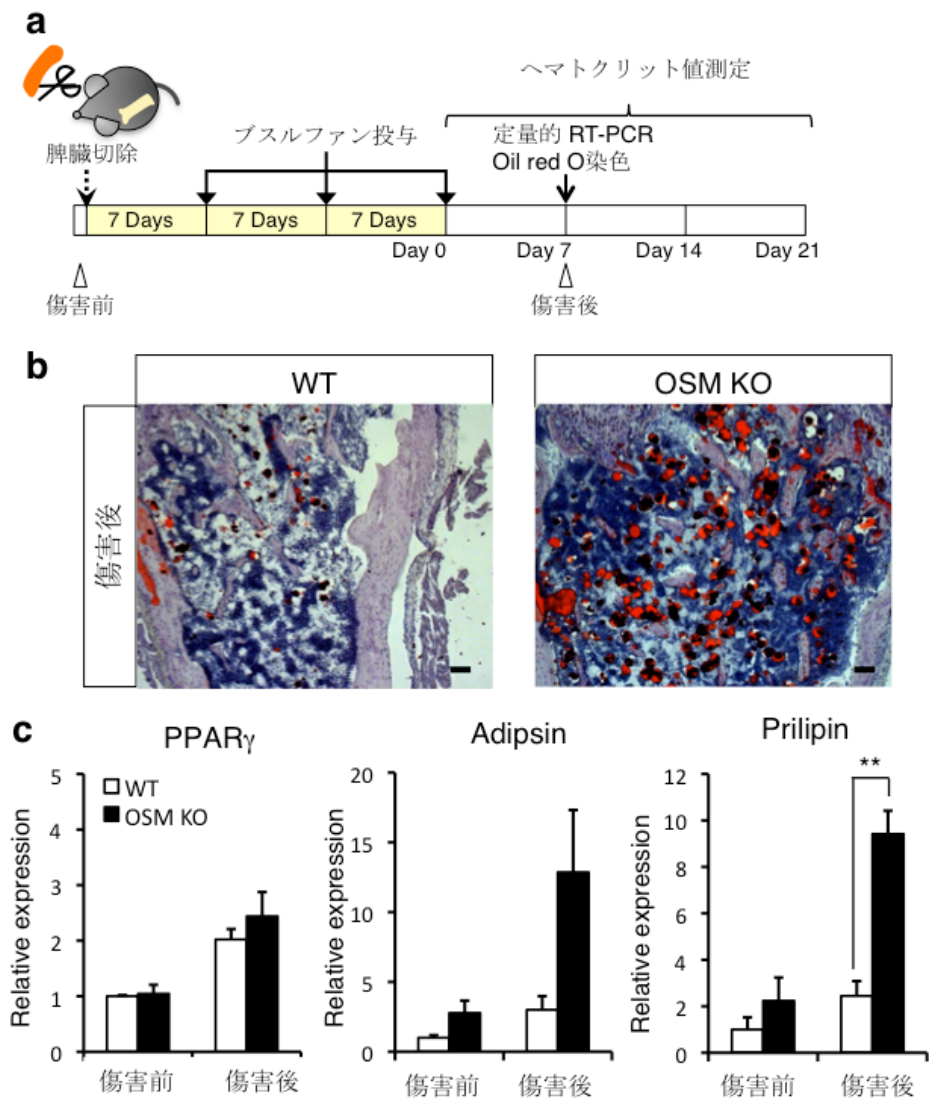 a
ヘマトクリット値測定
ブスルファン投与
定量的 RT-PCR
Oil red O染色
脾臓切除
7 Days
7 Days
7 Days
Day 0
Day 7
Day 14
Day 21
傷害前
傷害後
b
WT
OSM KO
傷害後
c
PPARγ
Relative expression
5
4
3
2
1
0
WT
OSM KO
傷害前
傷害後
Adipsin
Relative expression
20
15
10
5
0
傷害前
傷害後
Prilipin
Relative expression
12
10
8
6
4
2
0
**
傷害前
傷害後